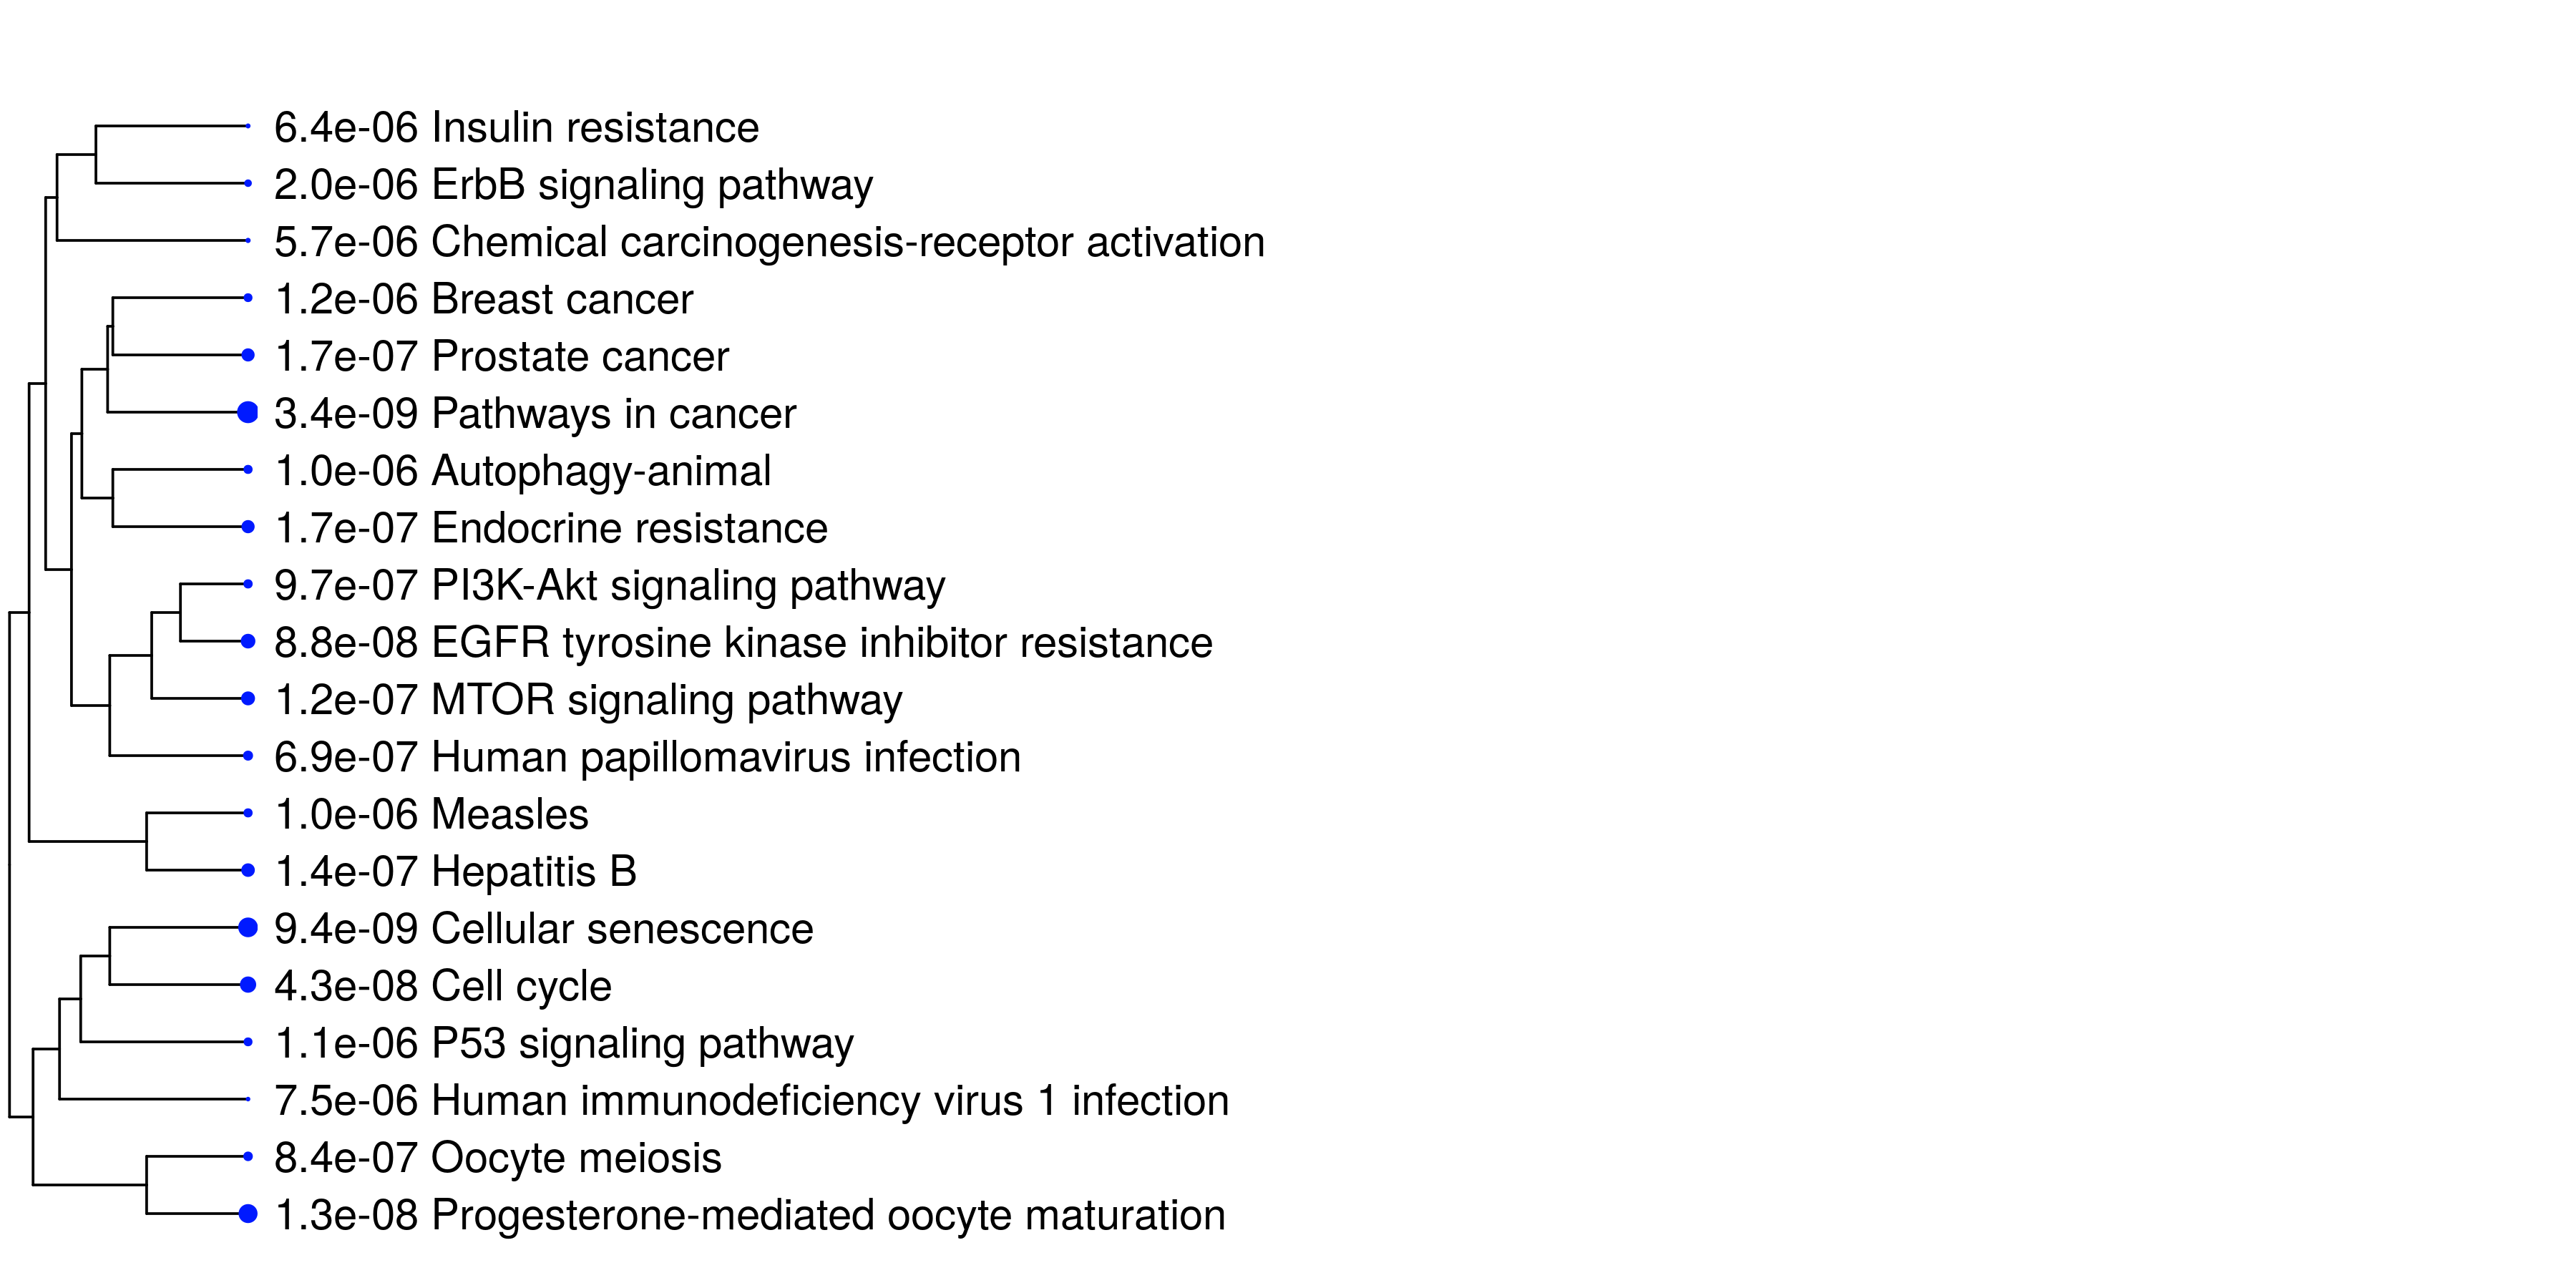 6.4e-06 Insulin resistance
2.0e-06 ErbB signaling pathway
5.7e-06 Chemical carcinogenesis-receptor activation
1.2e-06 Breast cancer
1.7e-07 Prostate cancer
3.4e-09 Pathways in cancer
1.0e-06 Autophagy-animal
1.7e-07 Endocrine resistance
9.7e-07 PI3K-Akt signaling pathway
8.8e-08 EGFR tyrosine kinase inhibitor resistance
1.2e-07 MTOR signaling pathway
6.9e-07 Human papillomavirus infection
1.0e-06 Measles
1.4e-07 Hepatitis B
9.4e-09 Cellular senescence
4.3e-08 Cell cycle
1.1e-06 P53 signaling pathway
7.5e-06 Human immunodeficiency virus 1 infection
8.4e-07 Oocyte meiosis
1.3e-08 Progesterone-mediated oocyte maturation